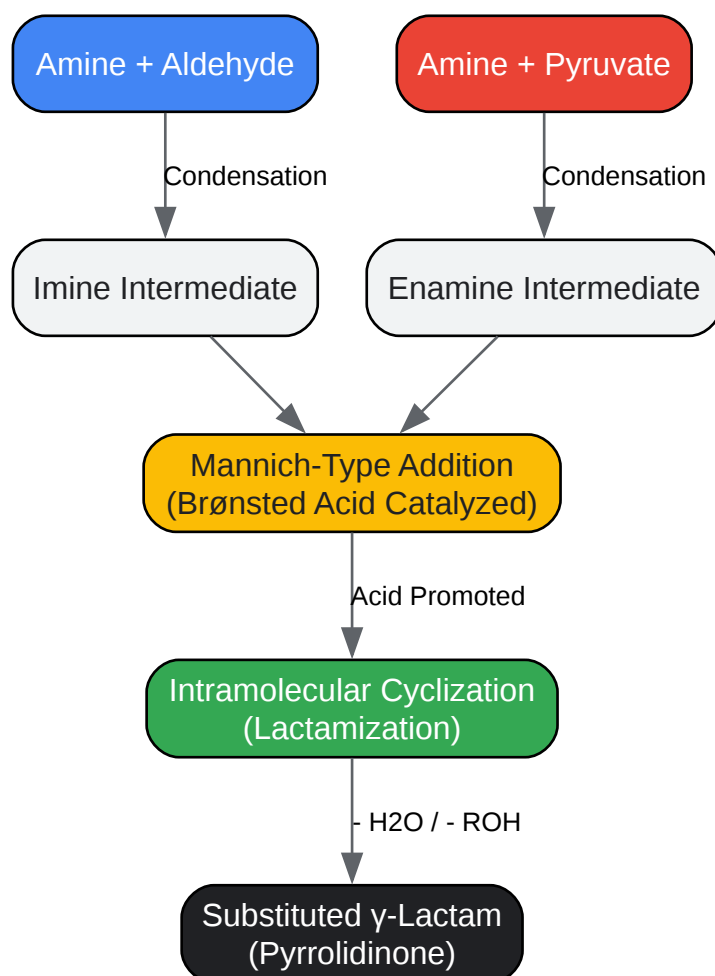 Amine + Aldehyde
Amine + Pyruvate
Condensation
Condensation
Imine Intermediate
Enamine Intermediate
Mannich-Type Addition
(Brønsted Acid Catalyzed)
Acid Promoted
Intramolecular Cyclization
(Lactamization)
- H2O / - ROH
Substituted γ-Lactam
(Pyrrolidinone)